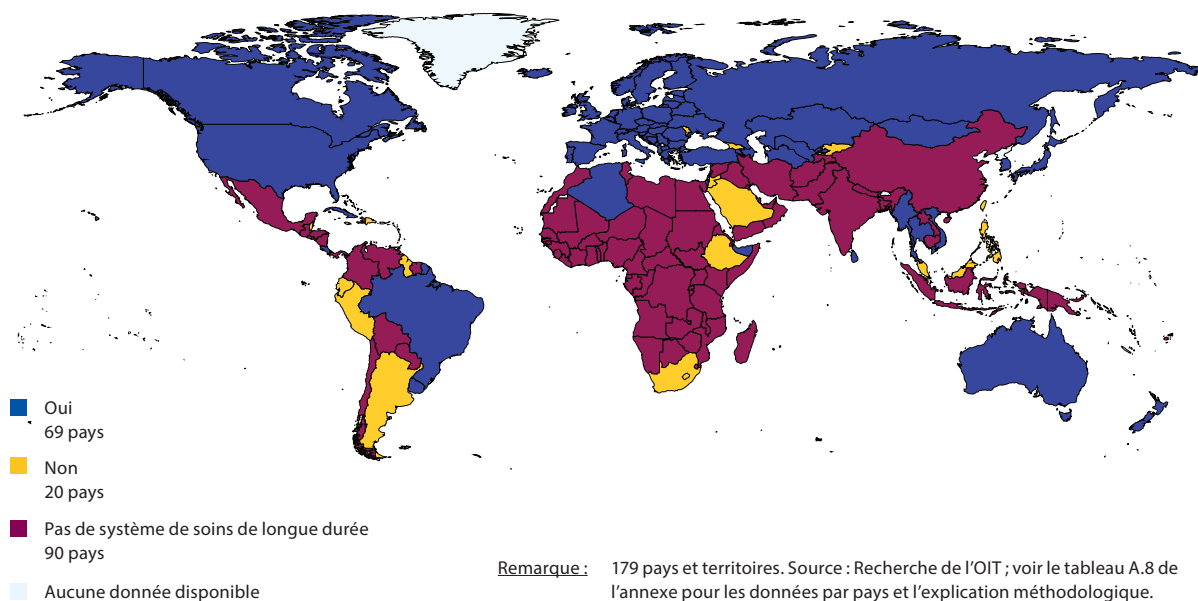 Oui
69 pays
Non
20 pays
Pas de système de soins de longue durée
90 pays
Aucune donnée disponible
Remarque : 179 pays et territoires. Source : Recherche de l’OIT ; voir le tableau A.8 de
l’annexe pour les données par pays et l’explication méthodologique.